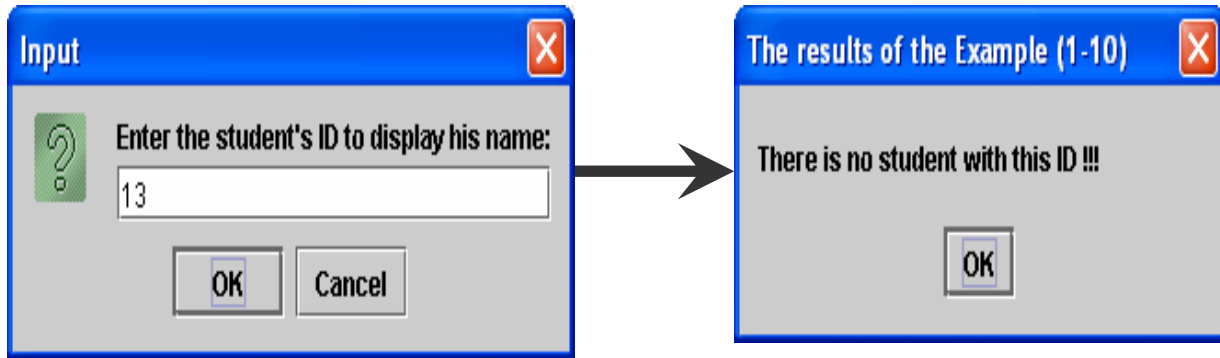 Input
Enter the student's ID to display his name:
13
OK
Cancel
The results of the Example (1-10)
There is no student with this ID !!!
OK